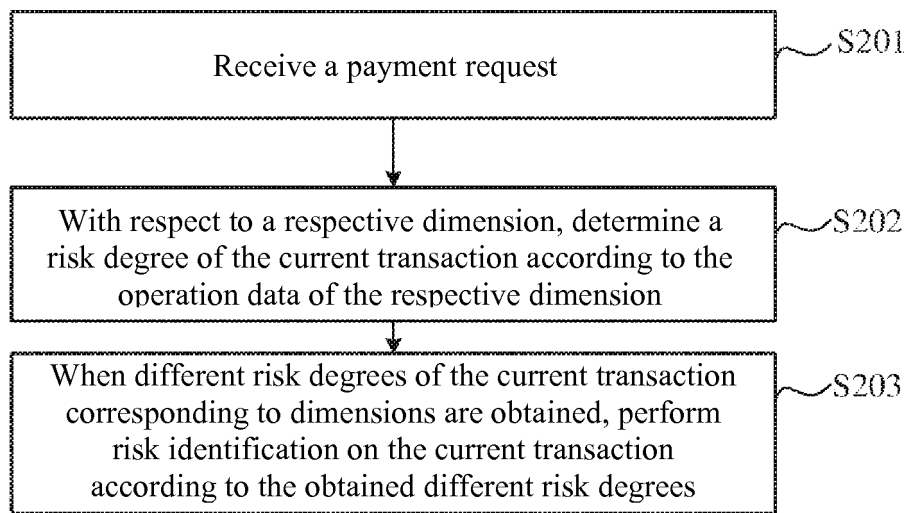 Receive a payment request
S201
With respect to a respective dimension, determine a
risk degree of the current transaction according to the
operation data of the respective dimension
S202
When different risk degrees of the current transaction
corresponding to dimensions are obtained, perform
risk identification on the current transaction
according to the obtained different risk degrees
S203